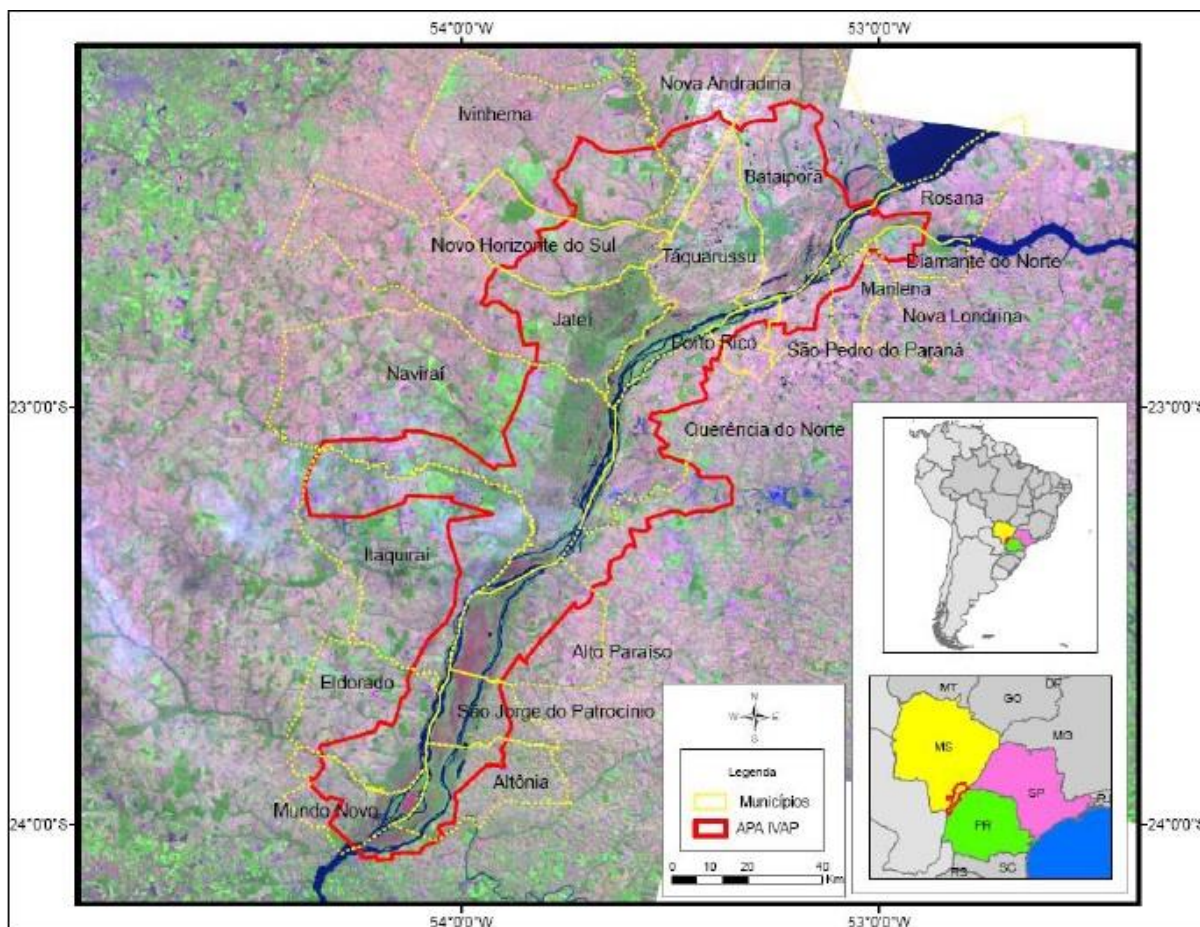 54°0'0"W
53°0'0"W
Nova Andradina
Ivinhema
Bataiporã
Rosana
Novo Horizonte do Sul
Taquarussu
Diamante do Norte
Marilena
Jateí
Nova Londrina
Porto Rico
São Pedro do Paraná
Naviraí
23°0'0"S
23°0'0"S
Querência do Norte
Itaquiraí
Alto Paraíso
Eldorado
São Jorge do Patrocínio
Altônia
Mundo Novo
24°0'0"S
24°0'0"S
N
W E
S
Legenda
Municípios
APA IVAP
0 5 10 20 40
Km
MT
GO
DF
MS
MG
SP
RJ
PR
SC
RS
54°0'0"W
53°0'0"W